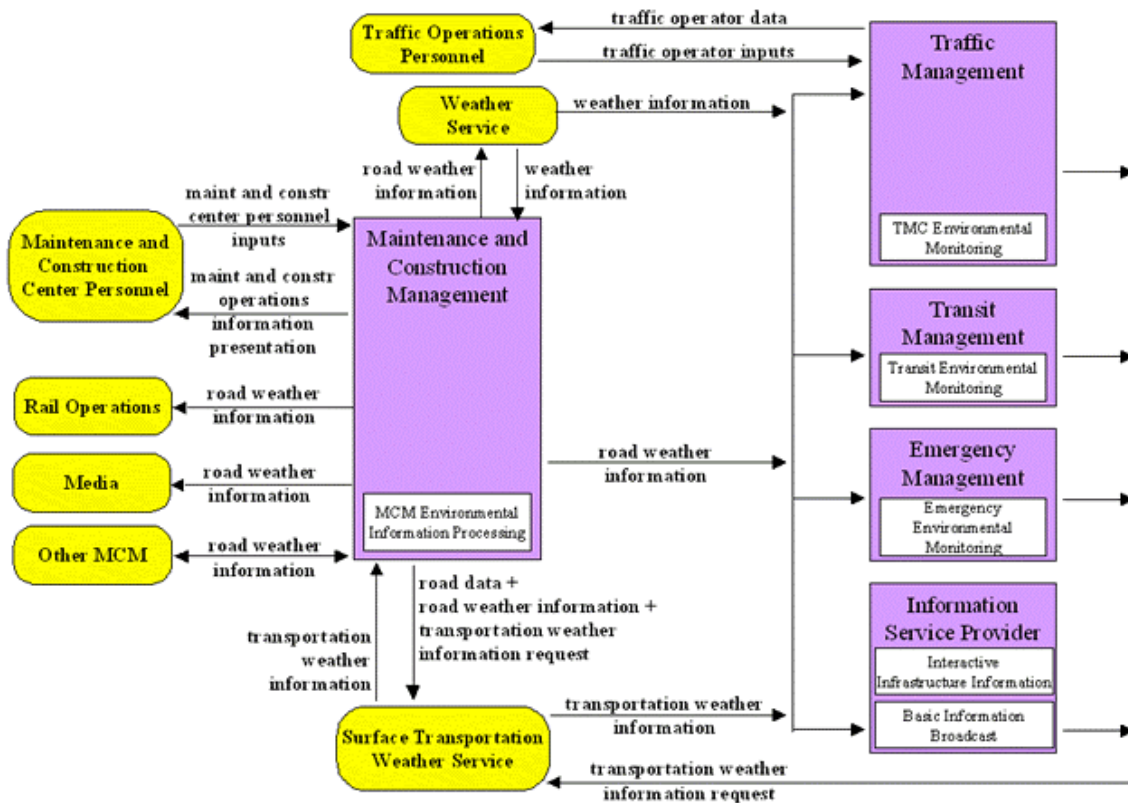 traffic operator data
Traffic Operations
Personnel
traffic operator inputs
Traffic
Management
TMC Environmental
Monitoring
Weather
Service
weather information
road weather
information
weather
information
maint and constr
center personnel
inputs
Maintenance and
Construction
Center Personnel
maint and constr
operations
information
presentation
Maintenance and
Construction
Management
MCM Environmental
Information Processing
Transit
Management
Transit Environmental
Monitoring
Rail Operations
road weather
information
Media
road weather
information
Other MCM
road weather
information
road weather
information
Emergency
Management
Emergency
Environmental
Monitoring
road data +
road weather information +
transportation weather
information request
transportation
weather
information
Information
Service Provider
Interactive
Infrastructure Information
Basic Information
Broadcast
Surface Transportation
Weather Service
transportation weather
information
transportation weather
information request